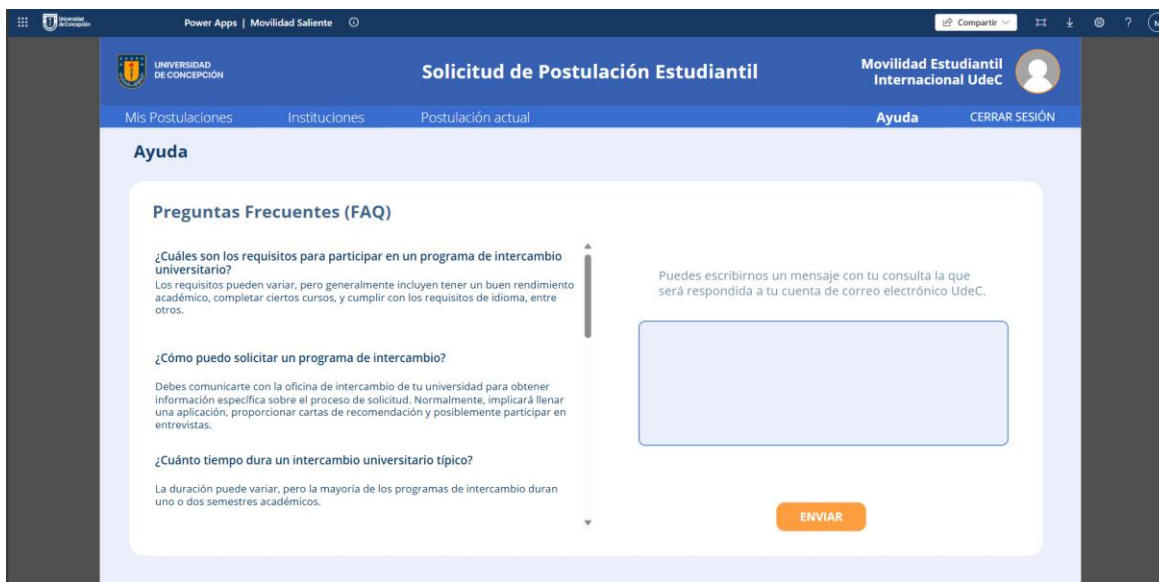 Universidad
de Concepción
Power Apps | Movilidad Saliente
Compartir
?
UNIVERSIDAD
DE CONCEPCIÓN
Solicitud de Postulación Estudiantil
Movilidad Estudiantil
Internacional UdeC
Mis Postulaciones
Instituciones
Postulación actual
Ayuda
CERRAR SESIÓN
Ayuda
Preguntas Frecuentes (FAQ)
¿Cuáles son los requisitos para participar en un programa de intercambio
universitario?
Los requisitos pueden variar, pero generalmente incluyen tener un buen rendimiento
académico, completar ciertos cursos, y cumplir con los requisitos de idioma, entre
otros.
¿Cómo puedo solicitar un programa de intercambio?
Debes comunicarte con la oficina de intercambio de tu universidad para obtener
información específica sobre el proceso de solicitud. Normalmente, implicará llenar
una aplicación, proporcionar cartas de recomendación y posiblemente participar en
entrevistas.
¿Cuánto tiempo dura un intercambio universitario típico?
La duración puede variar, pero la mayoría de los programas de intercambio duran
uno o dos semestres académicos.
Puedes escribirnos un mensaje con tu consulta la que
será respondida a tu cuenta de correo electrónico UdeC.
ENVIAR